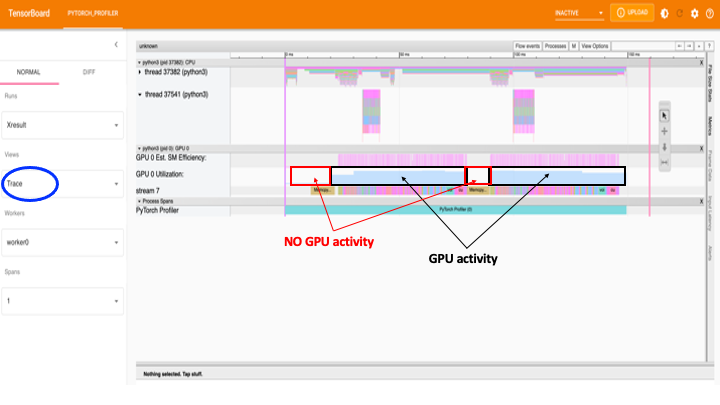 TensorBoard
PYTORCH_PROFILER
INACTIVE
UPLOAD
NORMAL
DIFF
Runs
Xresult
Views
Trace
Workers
worker0
Spans
1
unknown
Flow events
Processes
M
View Options
←
→
+
?
0 ms
50 ms
100 ms
150 ms
python3 (pid 37382): CPU
X
thread 37382 (python3)
thread 37541 (python3)
python3 (pid 0): GPU 0
X
GPU 0 Est. SM Efficiency:
GPU 0 Utilization:
stream 7
Memcpy...
Memcpy...
Process Spans
X
PyTorch Profiler
PyTorch Profiler (0)
NO GPU activity
GPU activity
File Size Stats
Metrics
Frame Data
Input Latency
Alerts
Nothing selected. Tap stuff.